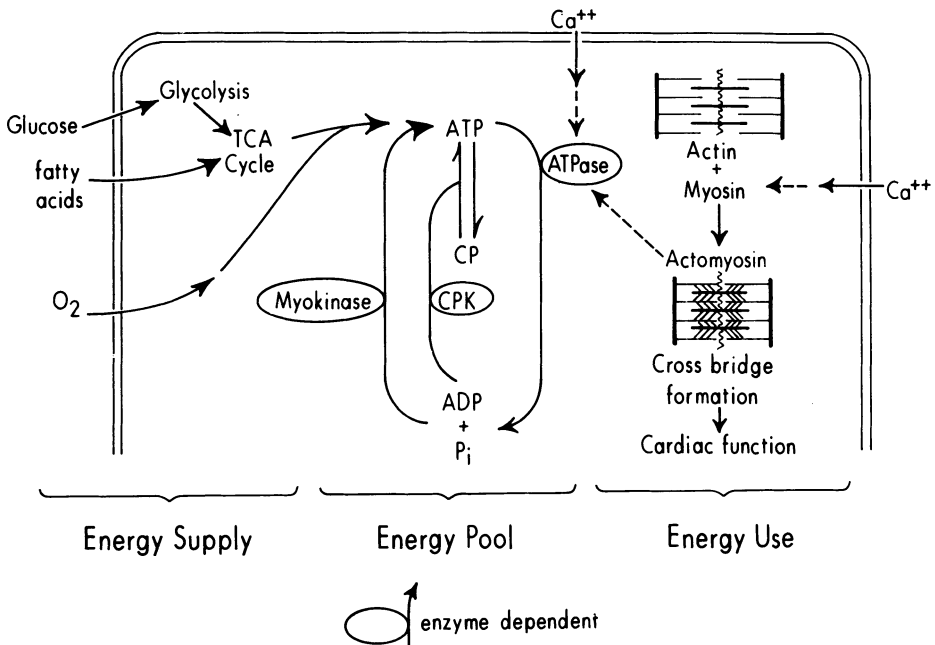 Ca++
Glycolysis
Glucose
TCA
Cycle
fatty
acids
O2
ATP
CP
Myokinase
CPK
ADP
+
Pi
ATPase
Actin
+
Myosin
Ca++
Actomyosin
Cross bridge
formation
Cardiac function
Energy Supply
Energy Pool
Energy Use
enzyme dependent